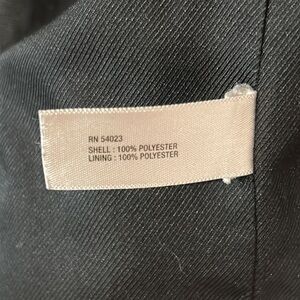 RN 54023
SHELL : 100% POLYESTER
LINING : 100% POLYESTER